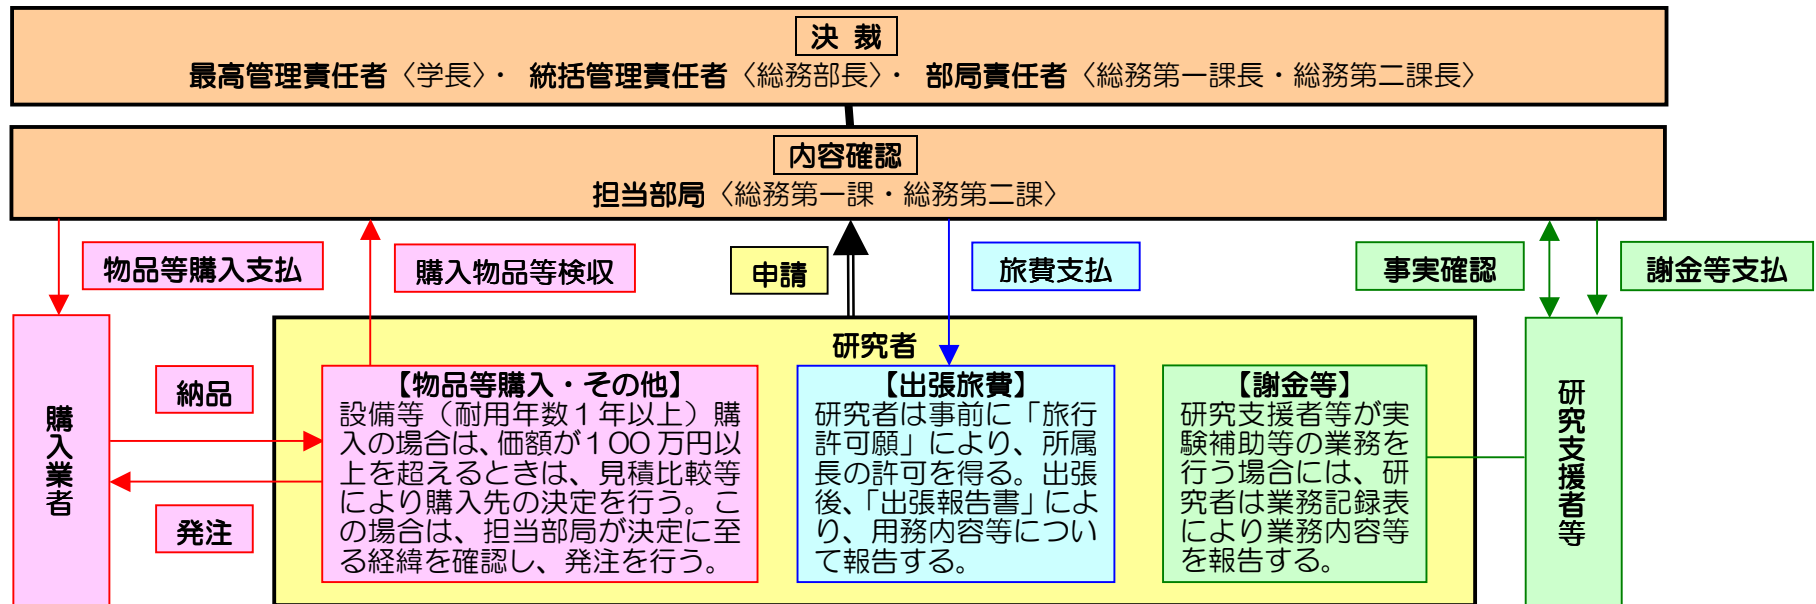 決 裁
最高管理責任者〈学長〉・ 統括管理責任者〈総務部長〉・ 部局責任者〈総務第一課長・総務第二課長〉
内容確認
担当部局〈総務第一課・総務第二課〉
物品等購入支払
購入物品等検収
申請
旅費支払
事実確認
謝金等支払
研究者
納品
発注
購入業者
【物品等購入・その他】
設備等（耐用年数１年以上）購
入の場合は、価額が１００万円以
上を超えるときは、見積比較等
により購入先の決定を行う。こ
の場合は、担当部局が決定に至
る経緯を確認し、発注を行う。
【出張旅費】
研究者は事前に「旅行
許可願」により、所属
長の許可を得る。出張
後、「出張報告書」によ
り、用務内容等につい
て報告する。
【謝金等】
研究支援者等が実
験補助等の業務を
行う場合には、研
究者は業務記録表
により業務内容等
を報告する。
研究支援者等